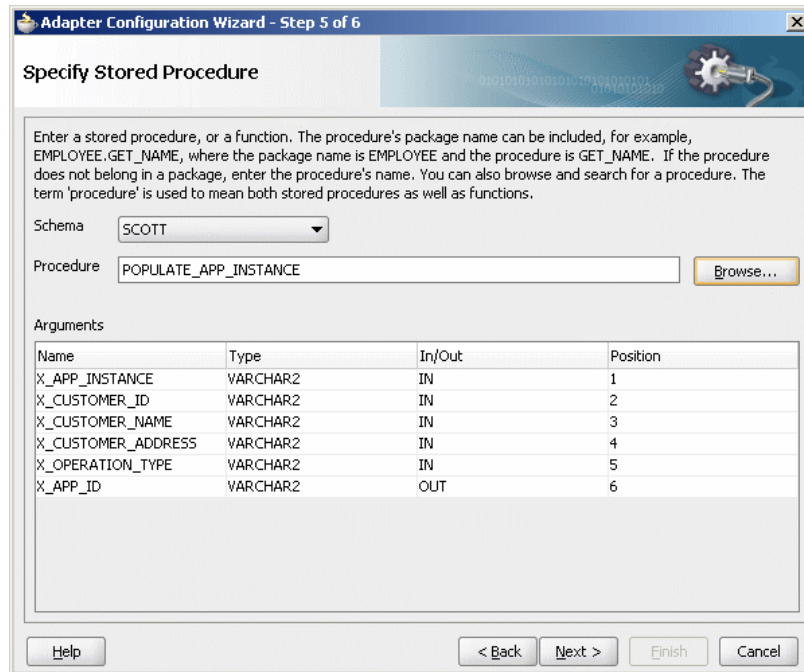 Adapter Configuration Wizard - Step 5 of 6
Specify Stored Procedure
Enter a stored procedure, or a function. The procedure's package name can be included, for example,
EMPLOYEE.GET_NAME, where the package name is EMPLOYEE and the procedure is GET_NAME. If the procedure
does not belong in a package, enter the procedure's name. You can also browse and search for a procedure. The
term 'procedure' is used to mean both stored procedures as well as functions.
Schema SCOTT
Procedure POPULATE_APP_INSTANCE Browse...
Arguments
Name Type In/Out Position
X_APP_INSTANCE VARCHAR2 IN 1
X_CUSTOMER_ID VARCHAR2 IN 2
X_CUSTOMER_NAME VARCHAR2 IN 3
X_CUSTOMER_ADDRESS VARCHAR2 IN 4
X_OPERATION_TYPE VARCHAR2 IN 5
X_APP_ID VARCHAR2 OUT 6
Help < Back Next > Finish Cancel